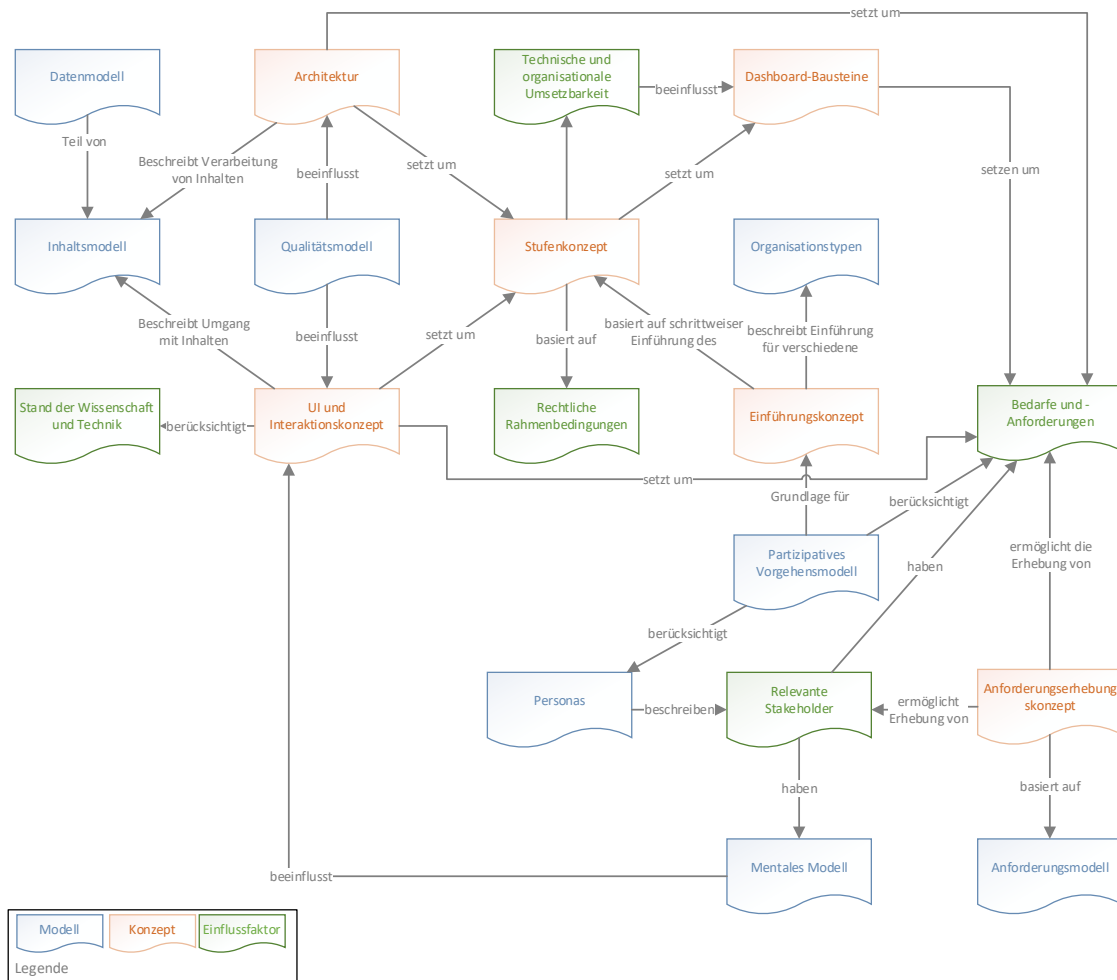 setzt um
Datenmodell
Architektur
Technische und
organisationale
Umsetzbarkeit
beeinflusst
Dashboard-Bausteine
Teil von
Beschreibt Verarbeitung
von Inhalten
beeinflusst
setzt um
setzt um
setzen um
Inhaltsmodell
Qualitätsmodell
Stufenkonzept
Organisationstypen
Beschreibt Umgang
mit Inhalten
beeinflusst
setzt um
basiert auf
basiert auf schrittweiser
Einführung des
beschreibt Einführung
für verschiedene
Stand der Wissenschaft
und Technik
berücksichtigt
UI und
Interaktionskonzept
Rechtliche
Rahmenbedingungen
Einführungskonzept
Bedarfe und -
Anforderungen
setzt um
Grundlage für
berücksichtigt
Partizipatives
Vorgehensmodell
haben
ermöglicht die
Erhebung von
berücksichtigt
Personas
beschreiben
Relevante
Stakeholder
ermöglicht
Erhebung von
Anforderungserhebung
skonzept
haben
basiert auf
beeinflusst
Mentales Modell
Anforderungsmodell
Modell
Konzept
Einflussfaktor
Legende